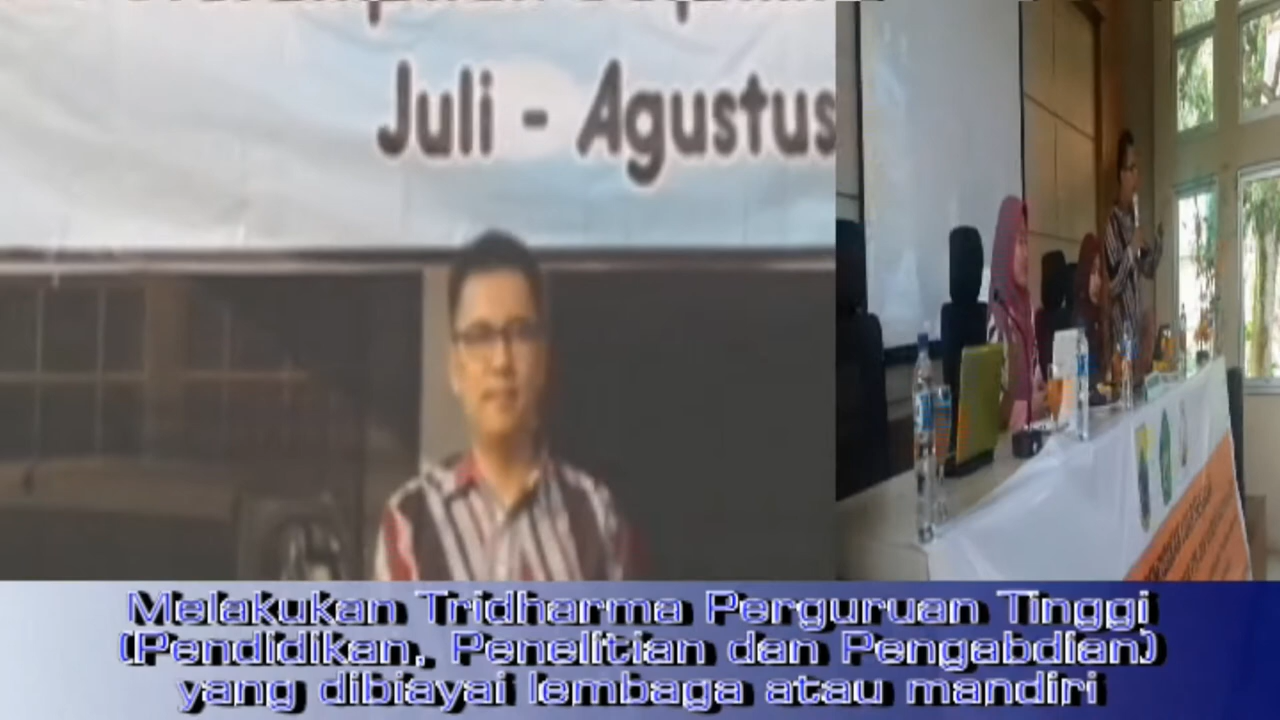 Juli - Agustus
Melakukan Tridharma Perguruan Tinggi
(Pendidikan, Penelitian dan Pengabdian)
yang dibiayai lembaga atau mandiri